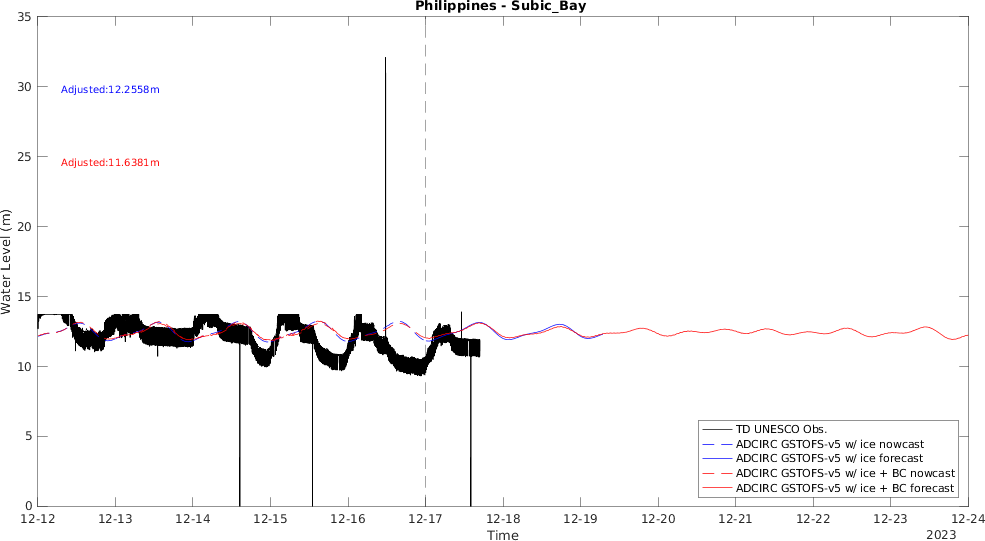 Philippines - Subic_Bay
35
30
25
20
15
10
5
0
Water Level (m)
Adjusted:12.2558m
Adjusted:11.6381m
TD UNESCO Obs.
ADCIRC GSTOFS-v5 w/ ice nowcast
ADCIRC GSTOFS-v5 w/ ice forecast
ADCIRC GSTOFS-v5 w/ ice + BC nowcast
ADCIRC GSTOFS-v5 w/ ice + BC forecast
12-12 12-13 12-14 12-15 12-16 12-17 12-18 12-19 12-20 12-21 12-22 12-23 12-24
Time
2023